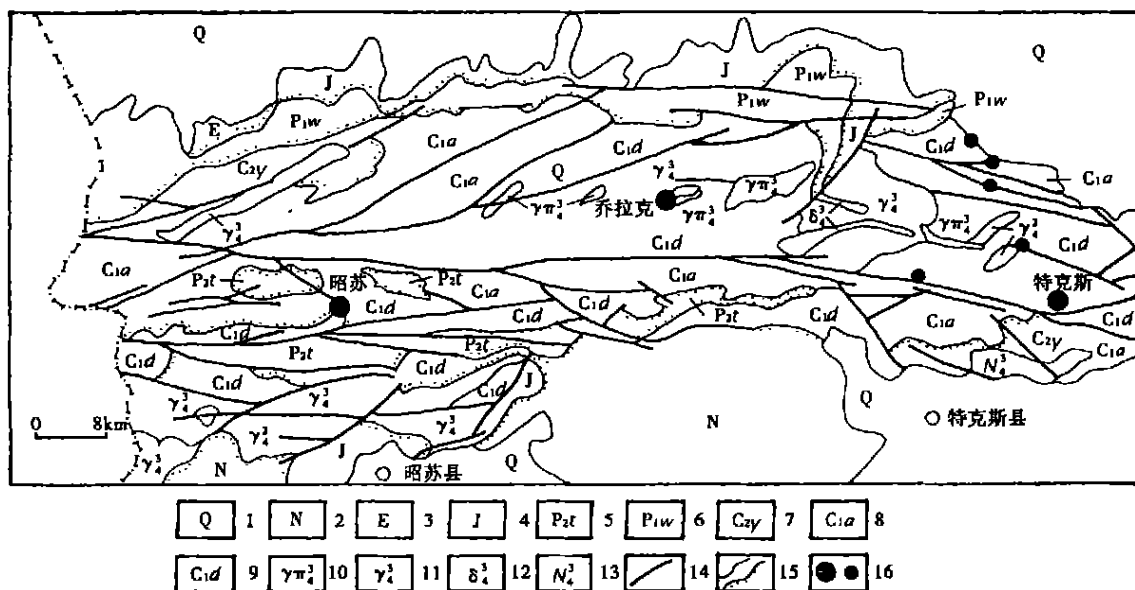 Q
Q
J
J
P₁w
P₁w
P₁w
E
P₁w
J
C₁a
C₁d
C₁d
C₂y
Q
γ₄³
C₁a
C₁a
γπ₄³
乔拉克
γπ₄³
γπ₄³
δ₄³
γ₄³
γπ₄³
γ₄³
C₁d
γ₄³
C₁d
C₁a
P₂t
昭苏
P₂t
C₁a
特克斯
C₁d
C₁a
C₁d
P₂t
C₁d
C₁a
C₂y
C₁d
C₁a
C₁d
P₂t
P₂t
C₁d
N₄³
C₁d
C₁d
C₁d
J
γ₄³
γ₄³
Q
特克斯县
0 8km
γ₄³
γ₄³
γ₄³
N
J
昭苏县
Q
N
Q 1 N 2 E 3 J 4 P₂t 5 P₁w 6 C₂y 7 C₁a 8
C₁d 9 γπ₄³ 10 γ₄³ 11 δ₄³ 12 N₄³ 13 14 15 16